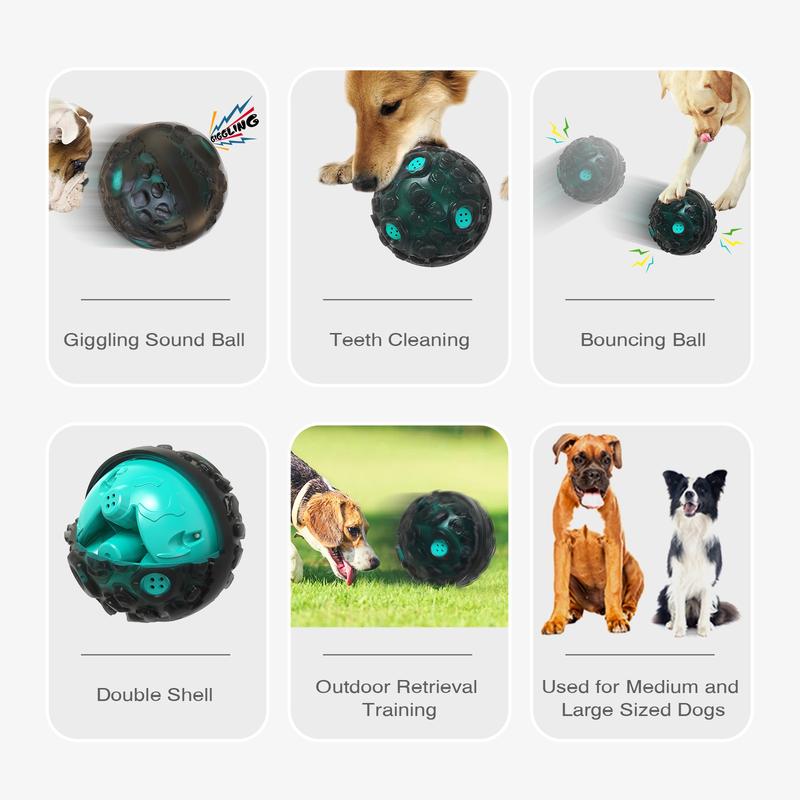 GIGGLING
Giggling Sound Ball
Teeth Cleaning
Bouncing Ball
Double Shell
Outdoor Retrieval
Training
Used for Medium and
Large Sized Dogs